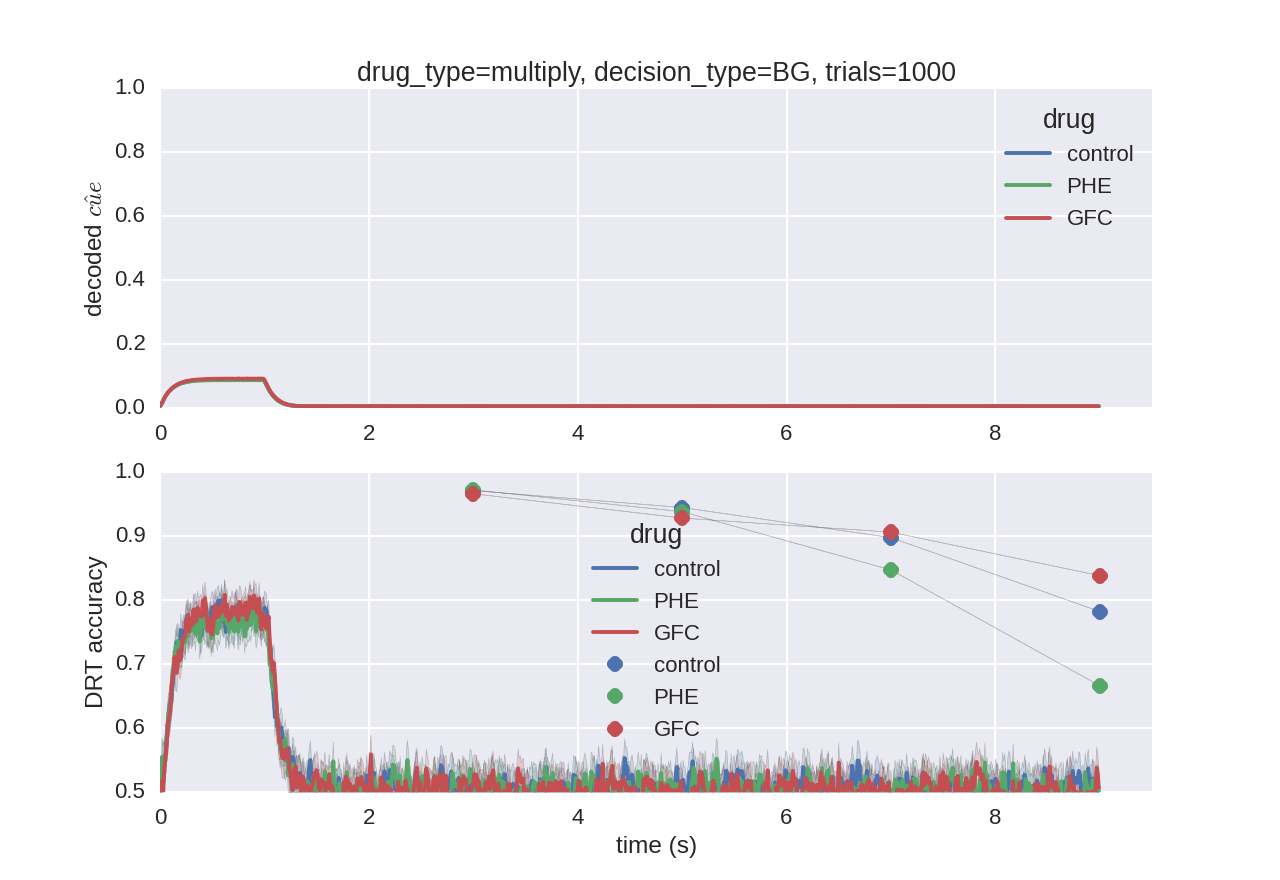 drug_type=multiply, decision_type=BG, trials=1000
1.0
0.8
0.6
0.4
0.2
0.0
decoded cûe
drug
control
PHE
GFC
0 2 4 6 8
1.0
0.9
0.8
0.7
0.6
0.5
DRT accuracy
drug
control
PHE
GFC
control
PHE
GFC
0 2 4 6 8
time (s)